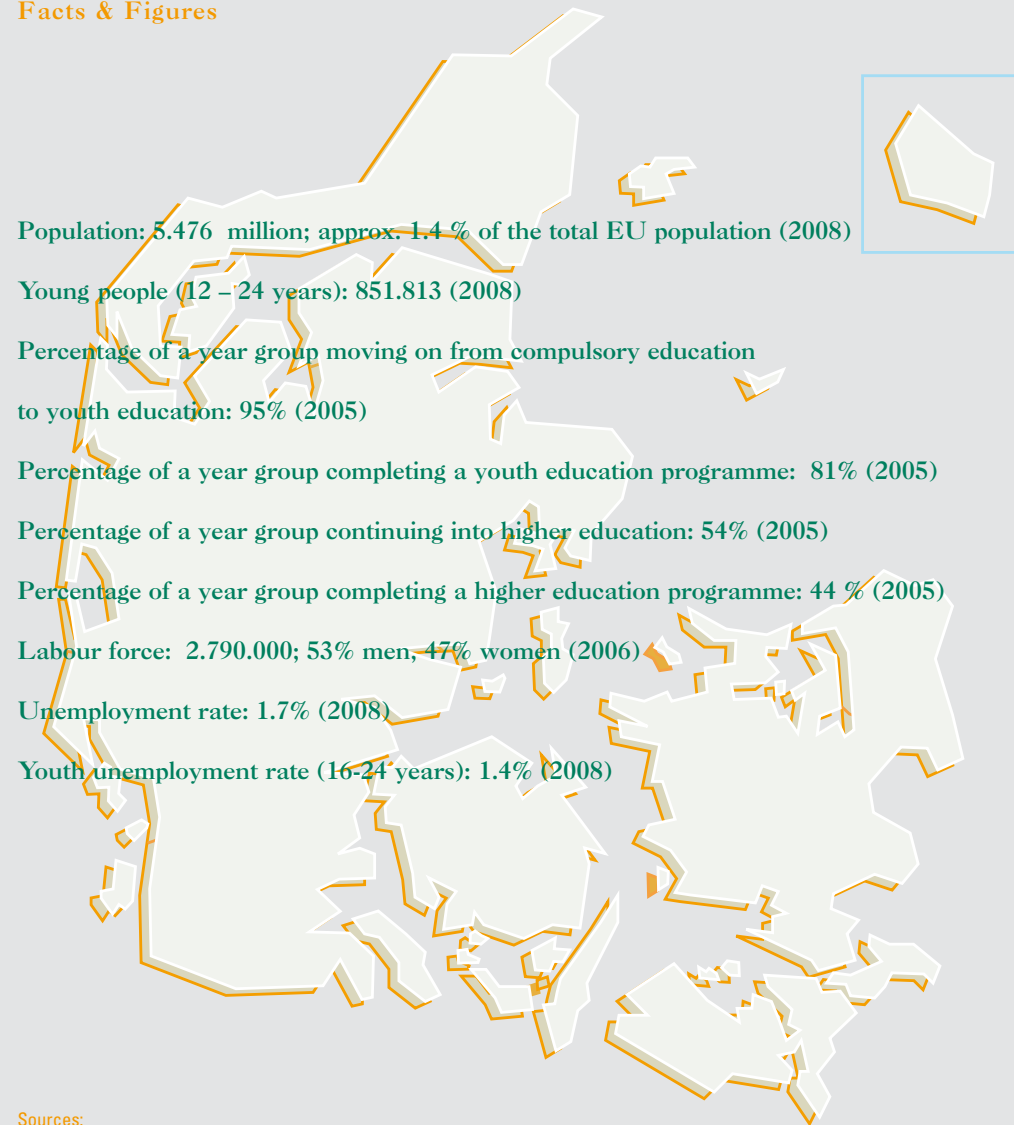 Facts & Figures
Population: 5.476 million; approx. 1.4 % of the total EU population (2008)
Young people (12 – 24 years): 851.813 (2008)
Percentage of a year group moving on from compulsory education
to youth education: 95% (2005)
Percentage of a year group completing a youth education programme: 81% (2005)
Percentage of a year group continuing into higher education: 54% (2005)
Percentage of a year group completing a higher education programme: 44 % (2005)
Labour force: 2.790.000; 53% men, 47% women (2006)
Unemployment rate: 1.7% (2008)
Youth unemployment rate (16-24 years): 1.4% (2008)
Sources: